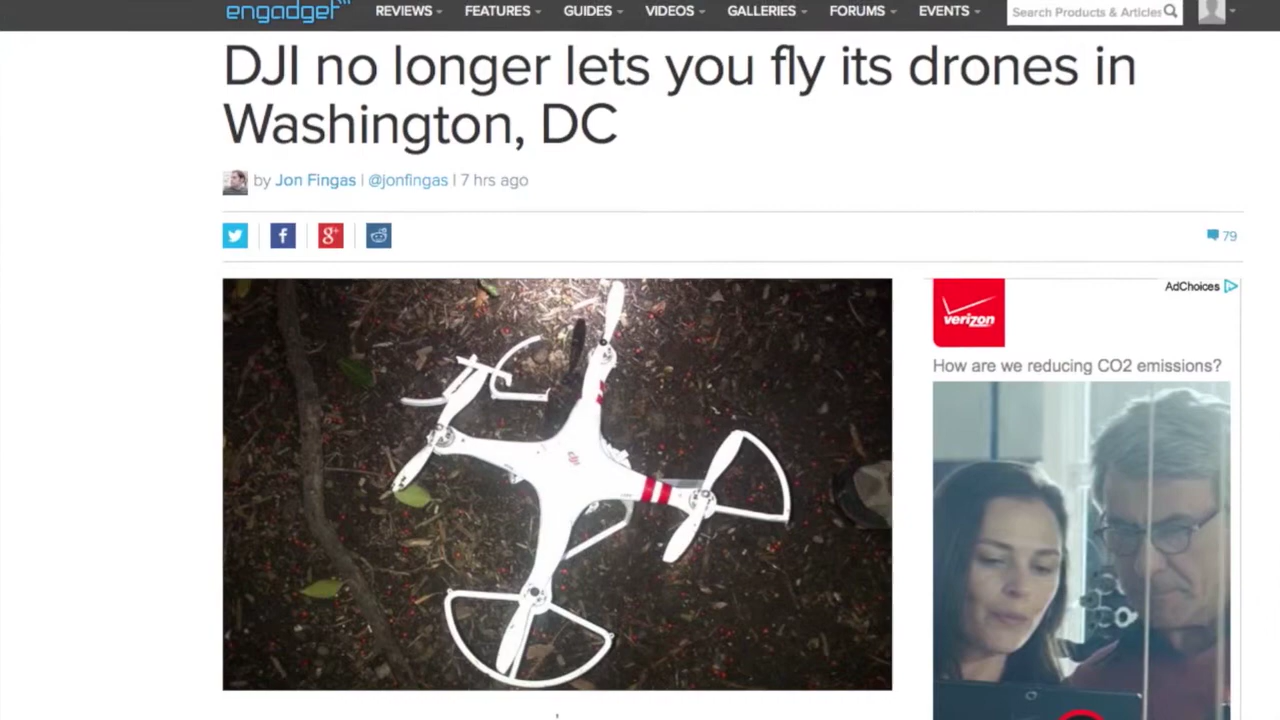 engadget
REVIEWS FEATURES GUIDES VIDEOS GALLERIES FORUMS EVENTS Search Products & Articles
DJI no longer lets you fly its drones in
Washington, DC
by Jon Fingas | @jonfingas | 7 hrs ago
f g+ 79
AdChoices
verizon
How are we reducing CO2 emissions?